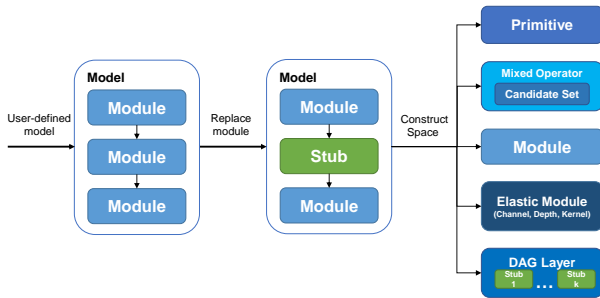 User-defined
model
Model
Module
Module
Module
Replace
module
Model
Module
Stub
Module
Construct
Space
Primitive
Mixed Operator
Candidate Set
Module
Elastic Module
(Channel, Depth, Kernel)
DAG Layer
Stub
1
...
Stub
k